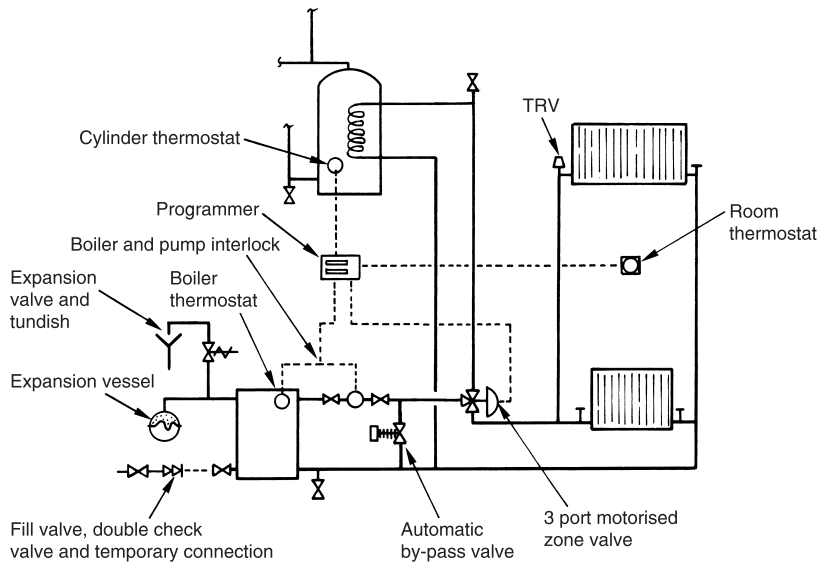 TRV
Cylinder thermostat
Programmer
Room
thermostat
Boiler and pump interlock
Expansion
valve and
tundish
Boiler
thermostat
Expansion vessel
Fill valve, double check
valve and temporary connection
Automatic
by-pass valve
3 port motorised
zone valve